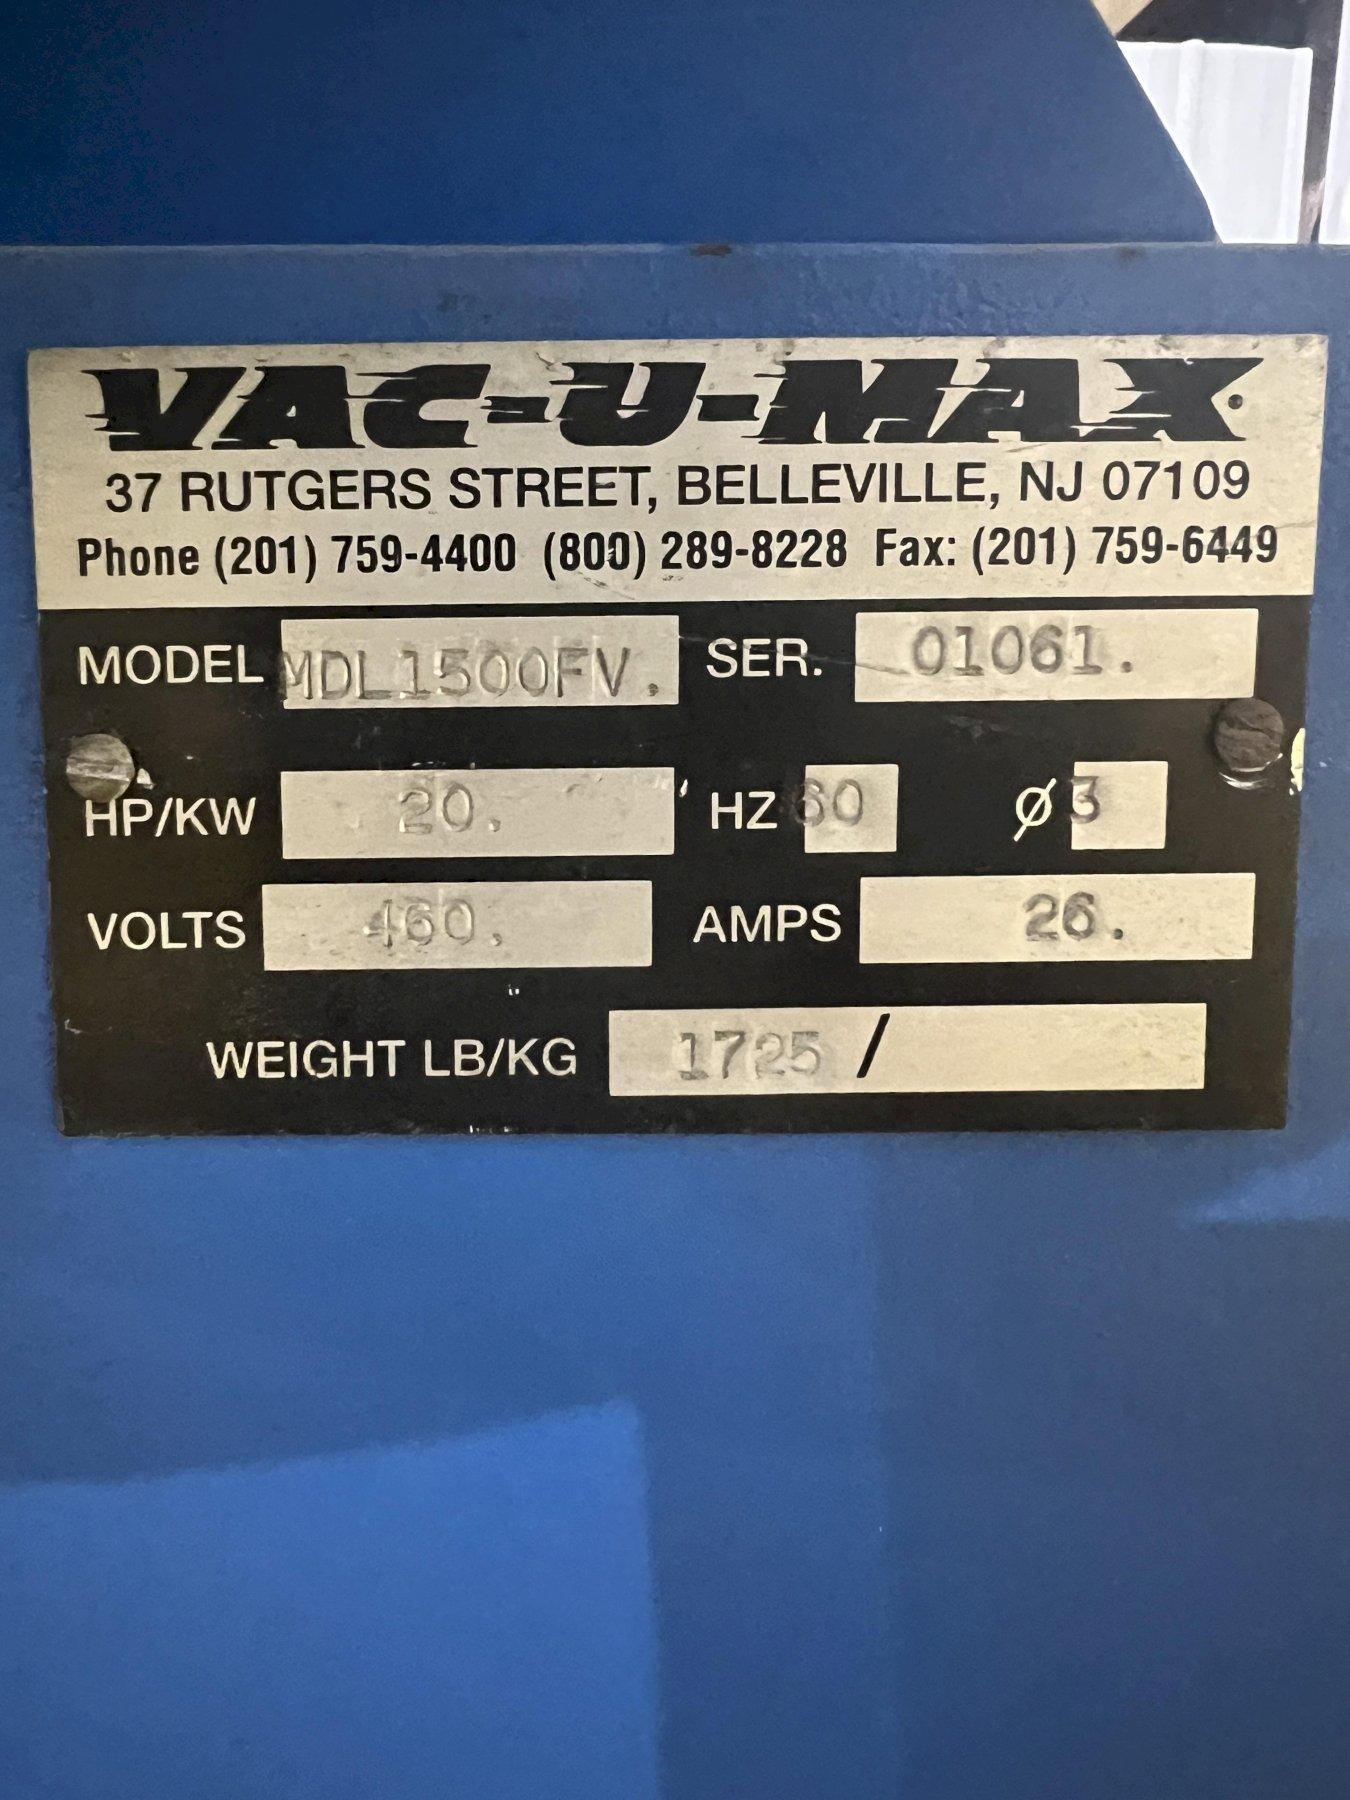 VAC-U-MAX
37 RUTGERS STREET, BELLEVILLE, NJ 07109
Phone (201) 759-4400 (800) 289-8228 Fax: (201) 759-6449
MODEL MDL1500FV. SER. 01061.
HP/KW 20. HZ 60 Ø 3
VOLTS 460. AMPS 26.
WEIGHT LB/KG 1725 /